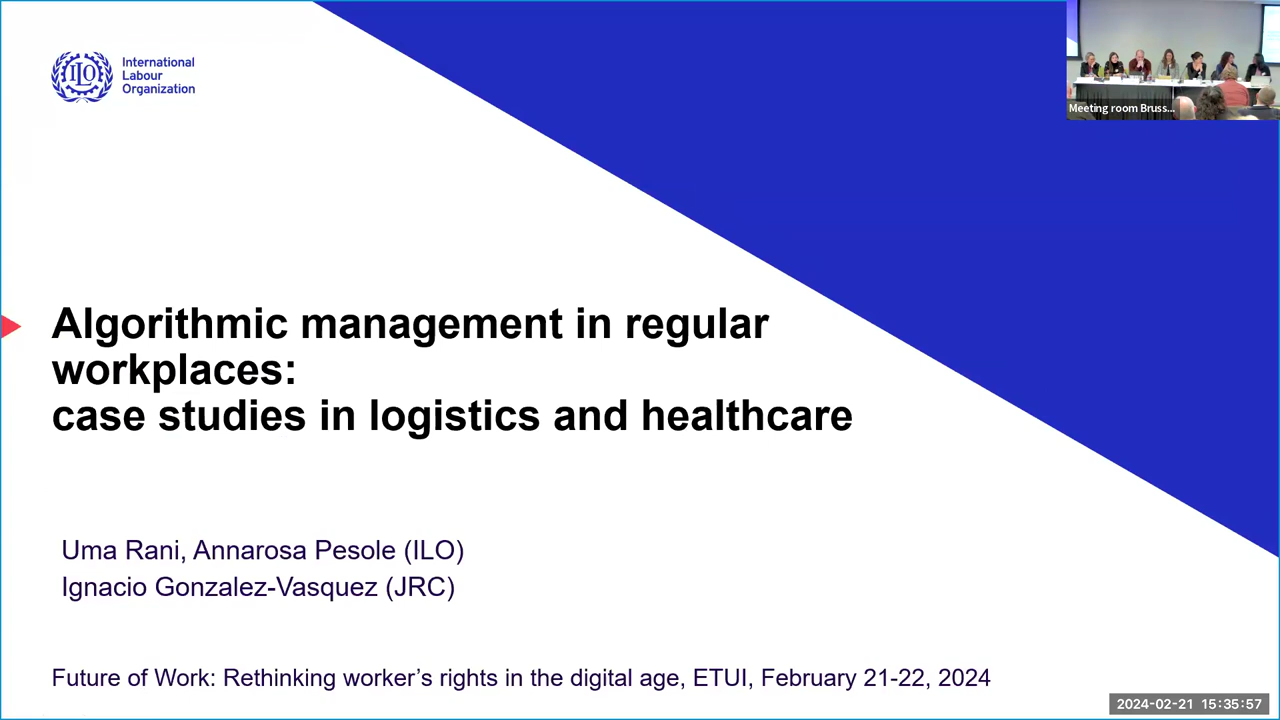 ILO
International
Labour
Organization
Meeting room Bruss...
Algorithmic management in regular
workplaces:
case studies in logistics and healthcare
Uma Rani, Annarosa Pesole (ILO)
Ignacio Gonzalez-Vasquez (JRC)
Future of Work: Rethinking worker’s rights in the digital age, ETUI, February 21-22, 2024
2024-02-21 15:35:57